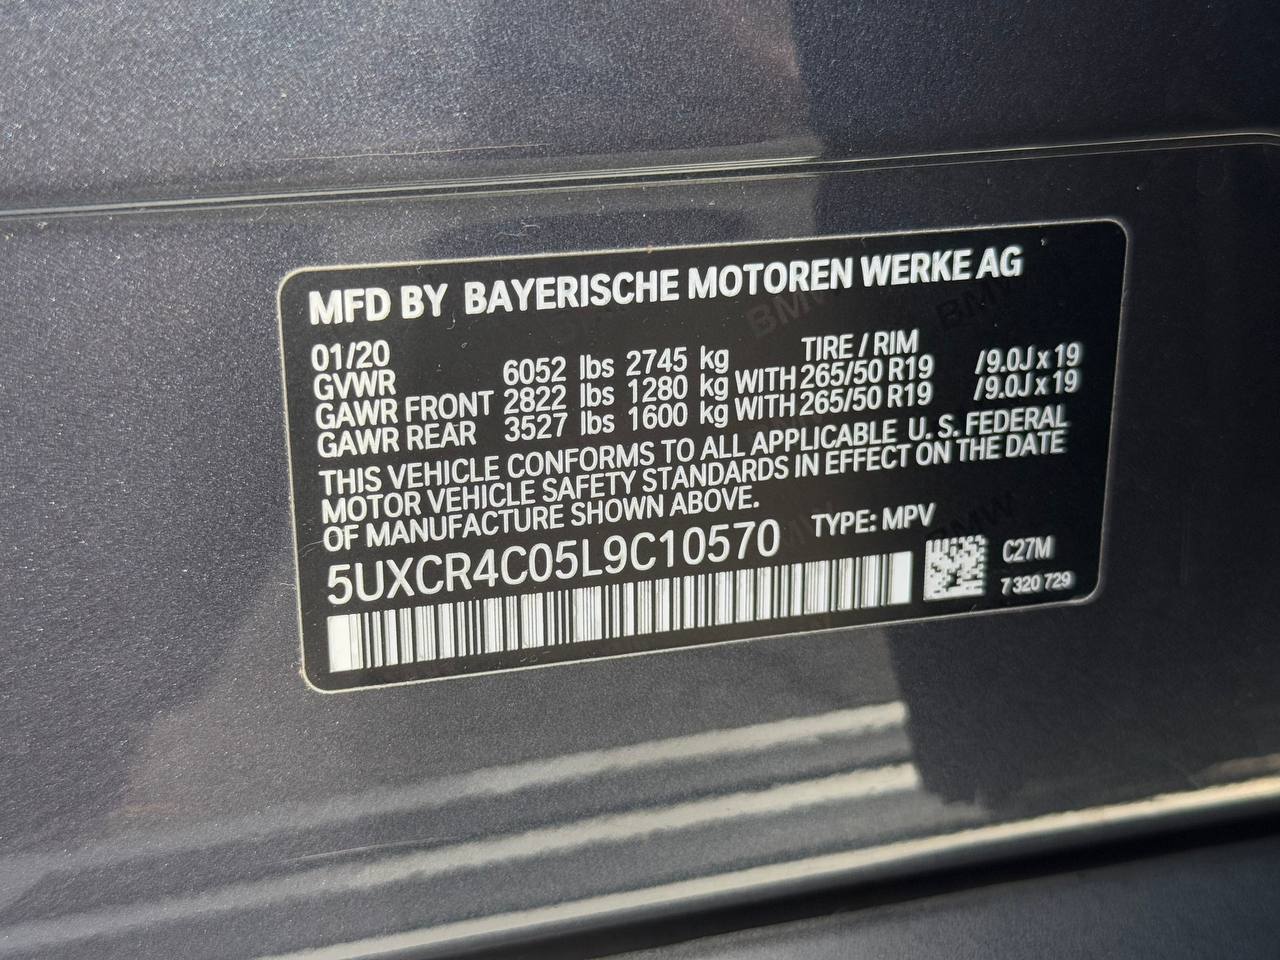 MFD BY BAYERISCHE MOTOREN WERKE AG
01/20 TIRE / RIM
GVWR 6052 lbs 2745 kg
GAWR FRONT 2822 lbs 1280 kg WITH 265/50 R19 /9.0J x 19
GAWR REAR 3527 lbs 1600 kg WITH 265/50 R19 /9.0J x 19
THIS VEHICLE CONFORMS TO ALL APPLICABLE U. S. FEDERAL
MOTOR VEHICLE SAFETY STANDARDS IN EFFECT ON THE DATE
OF MANUFACTURE SHOWN ABOVE.
5UXCR4C05L9C10570 TYPE: MPV
C27M
7 320 729
BMW
BMW
BMW